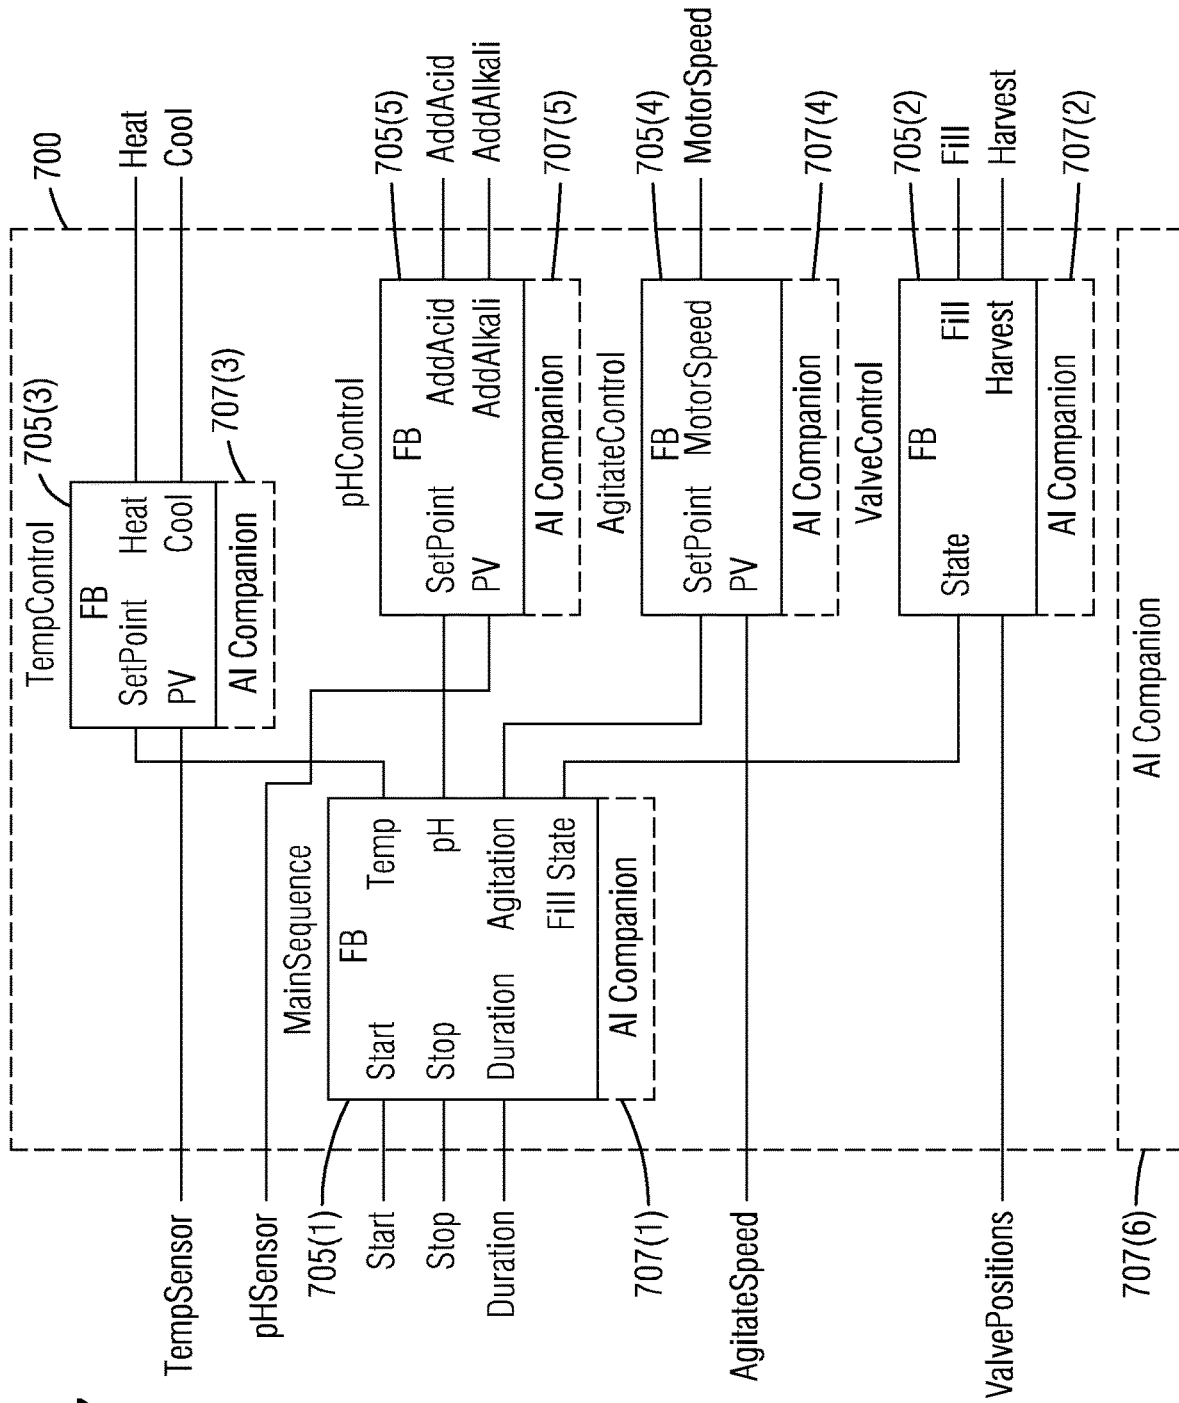 700
TempControl
705(3)
FB
SetPoint Heat
PV Cool
AI Companion
707(3)
Heat
Cool
TempSensor
pHSensor
MainSequence
705(1)
FB
Start Temp
Stop pH
Duration Agitation
Fill State
AI Companion
707(1)
Start
Stop
Duration
pHControl
705(5)
FB
SetPoint AddAcid
PV AddAlkali
AI Companion
707(5)
AddAcid
AddAlkali
AgitateControl
705(4)
FB
SetPoint MotorSpeed
PV
AI Companion
707(4)
MotorSpeed
AgitateSpeed
ValveControl
705(2)
FB
State Fill
Harvest
AI Companion
707(2)
Fill
Harvest
ValvePositions
AI Companion
707(6)